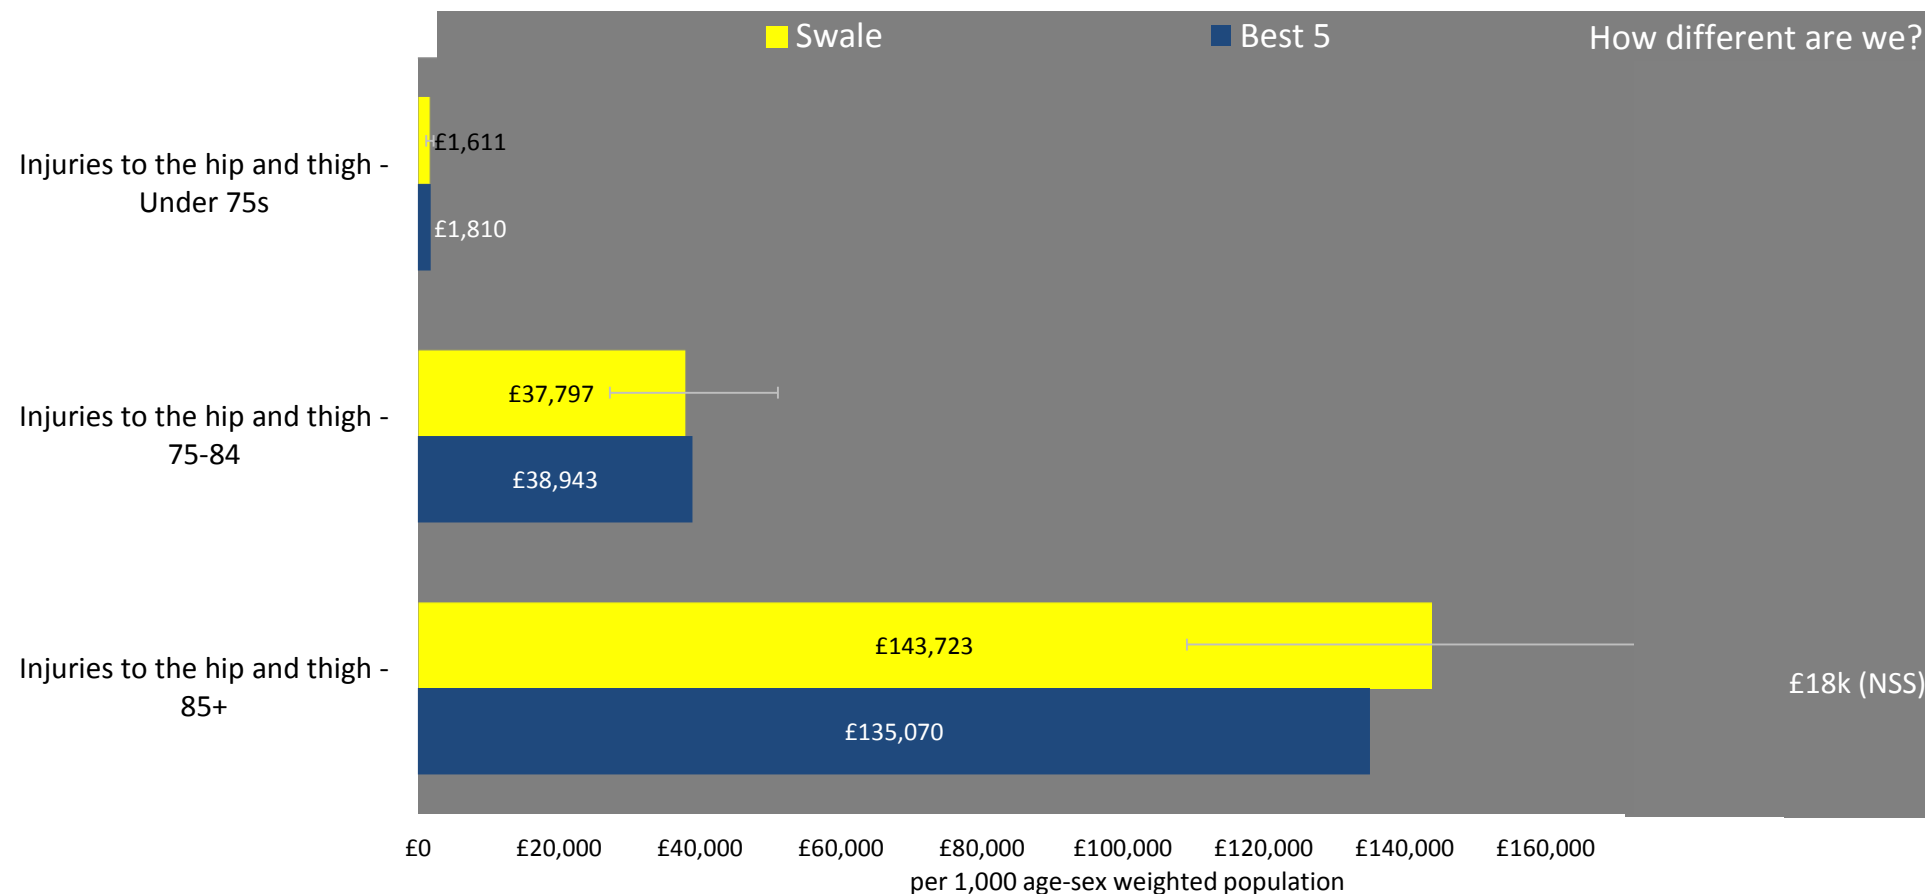 Swale
Best 5
How different are we?
Injuries to the hip and thigh -
Under 75s
£1,611
£1,810
Injuries to the hip and thigh -
75-84
£37,797
£38,943
Injuries to the hip and thigh -
85+
£143,723
£135,070
£18k (NSS)
£0 £20,000 £40,000 £60,000 £80,000 £100,000 £120,000 £140,000 £160,000
per 1,000 age-sex weighted population